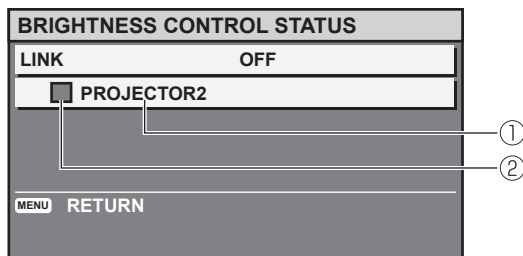 BRIGHTNESS CONTROL STATUS
LINK OFF
PROJECTOR2
①
②
MENU RETURN